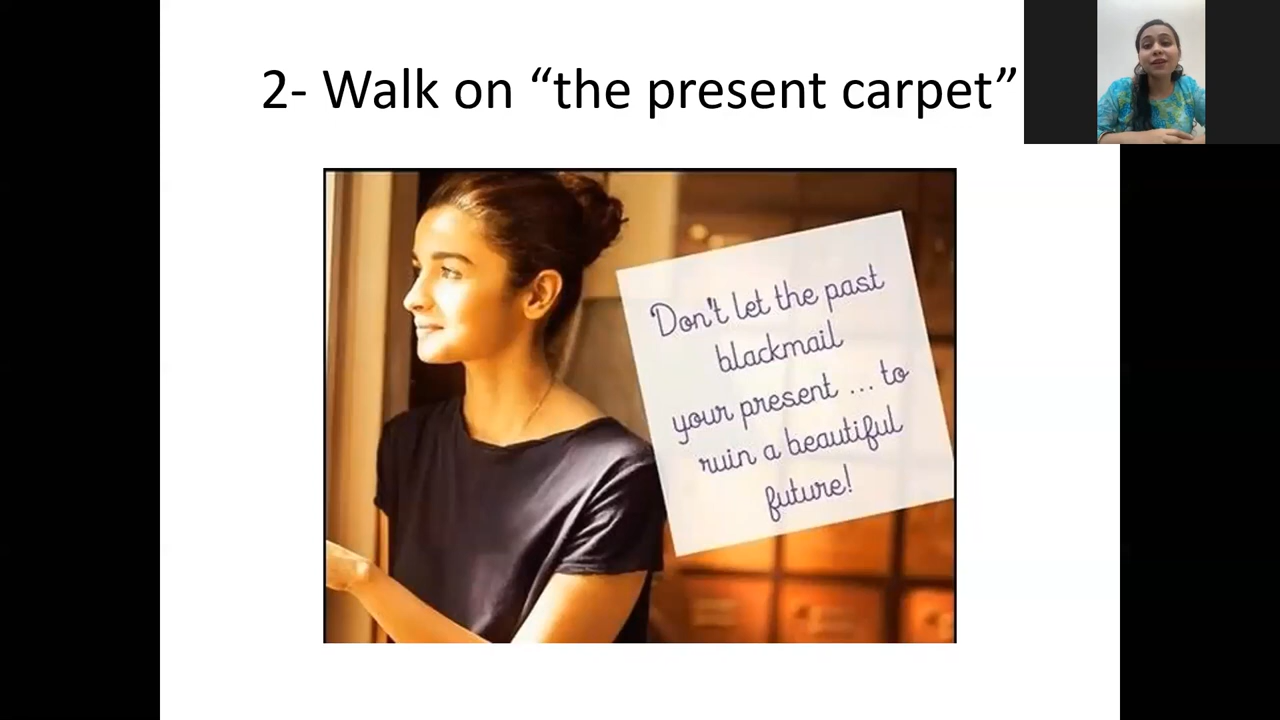 2- Walk on “the present carpet”
Don't let the past
blackmail
your present ... to
ruin a beautiful
future!